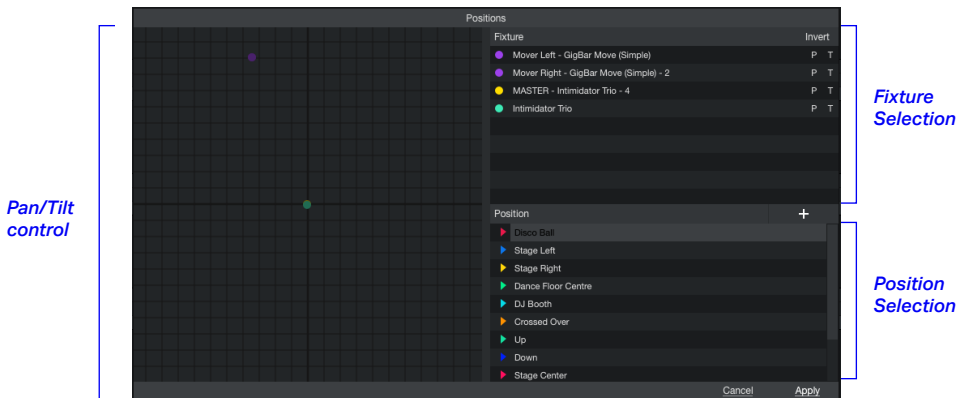 Positions
Pan/Tilt
control
Fixture Invert
Mover Left - GigBar Move (Simple) P T
Mover Right - GigBar Move (Simple) - 2 P T
MASTER - Intimidator Trio - 4 P T
Intimidator Trio P T
Fixture
Selection
Position +
Disco Ball
Stage Left
Stage Right
Dance Floor Centre
DJ Booth
Crossed Over
Up
Down
Stage Center
Position
Selection
Cancel Apply